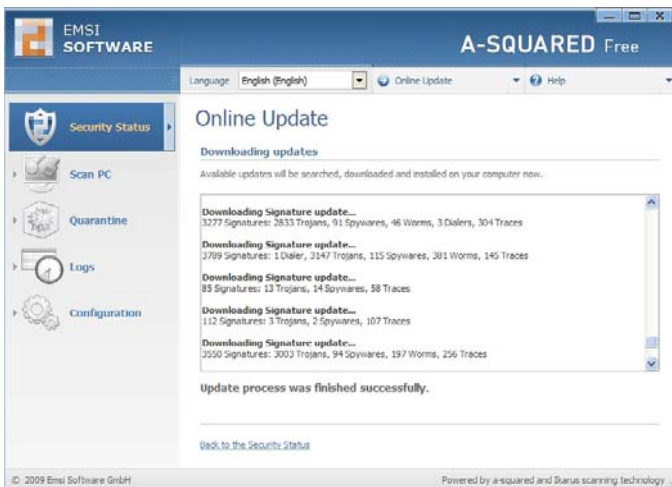 EMSI
SOFTWARE
A-SQUARED Free
Language English (English) Online Update Help
Security Status
Scan PC
Quarantine
Logs
Configuration
Online Update
Downloading updates
Available updates will be searched, downloaded and installed on your computer now.
Downloading Signature update...
3277 Signatures: 2833 Trojans, 91 Spywares, 46 Worms, 3 Dialers, 304 Traces
Downloading Signature update...
3789 Signatures: 1 Dialer, 3147 Trojans, 115 Spywares, 381 Worms, 145 Traces
Downloading Signature update...
85 Signatures: 13 Trojans, 14 Spywares, 58 Traces
Downloading Signature update...
112 Signatures: 3 Trojans, 2 Spywares, 107 Traces
Downloading Signature update...
3550 Signatures: 3003 Trojans, 94 Spywares, 197 Worms, 256 Traces
Update process was finished successfully.
Back to the Security Status
© 2009 Emsi Software GmbH
Powered by a-squared and Ikarus scanning technology